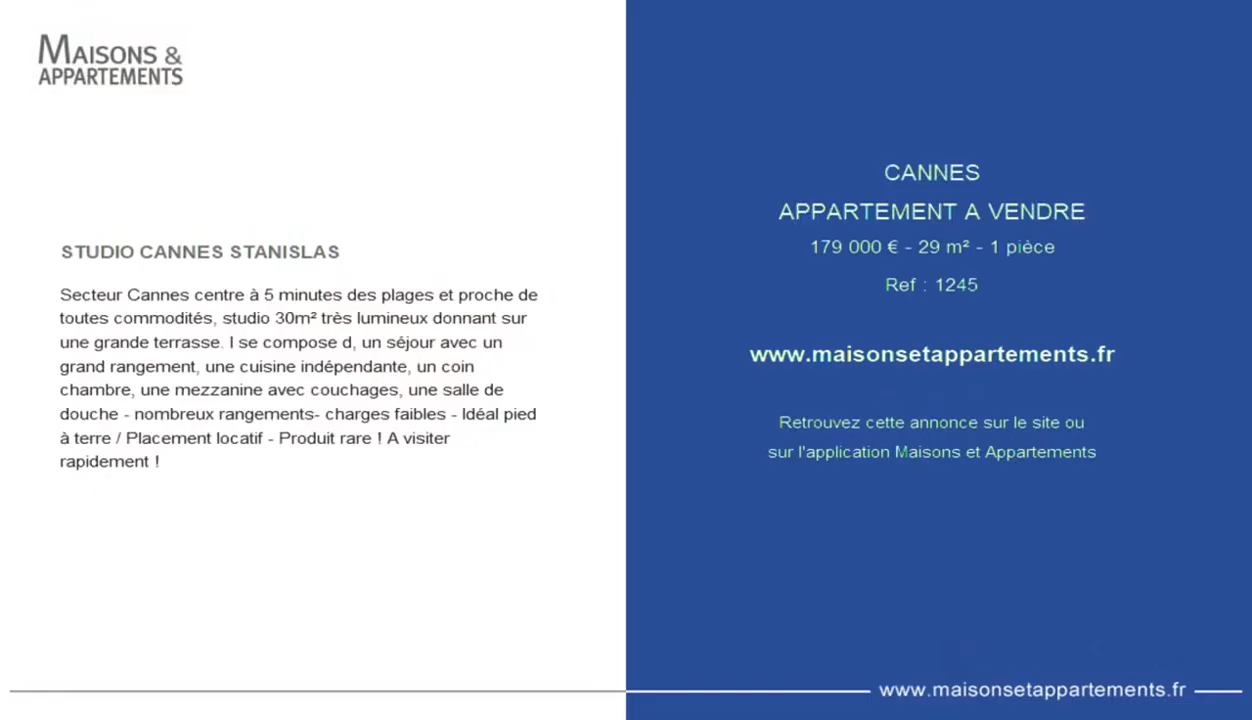 MAISONS &
APPARTEMENTS
STUDIO CANNES STANISLAS
Secteur Cannes centre à 5 minutes des plages et proche de
toutes commodités, studio 30m² très lumineux donnant sur
une grande terrasse. I se compose d, un séjour avec un
grand rangement, une cuisine indépendante, un coin
chambre, une mezzanine avec couchages, une salle de
douche - nombreux rangements- charges faibles - Idéal pied
à terre / Placement locatif - Produit rare ! A visiter
rapidement !
CANNES
APPARTEMENT A VENDRE
179 000 € - 29 m² - 1 pièce
Ref : 1245
www.maisonsetappartements.fr
Retrouvez cette annonce sur le site ou
sur l'application Maisons et Appartements
www.maisonsetappartements.fr